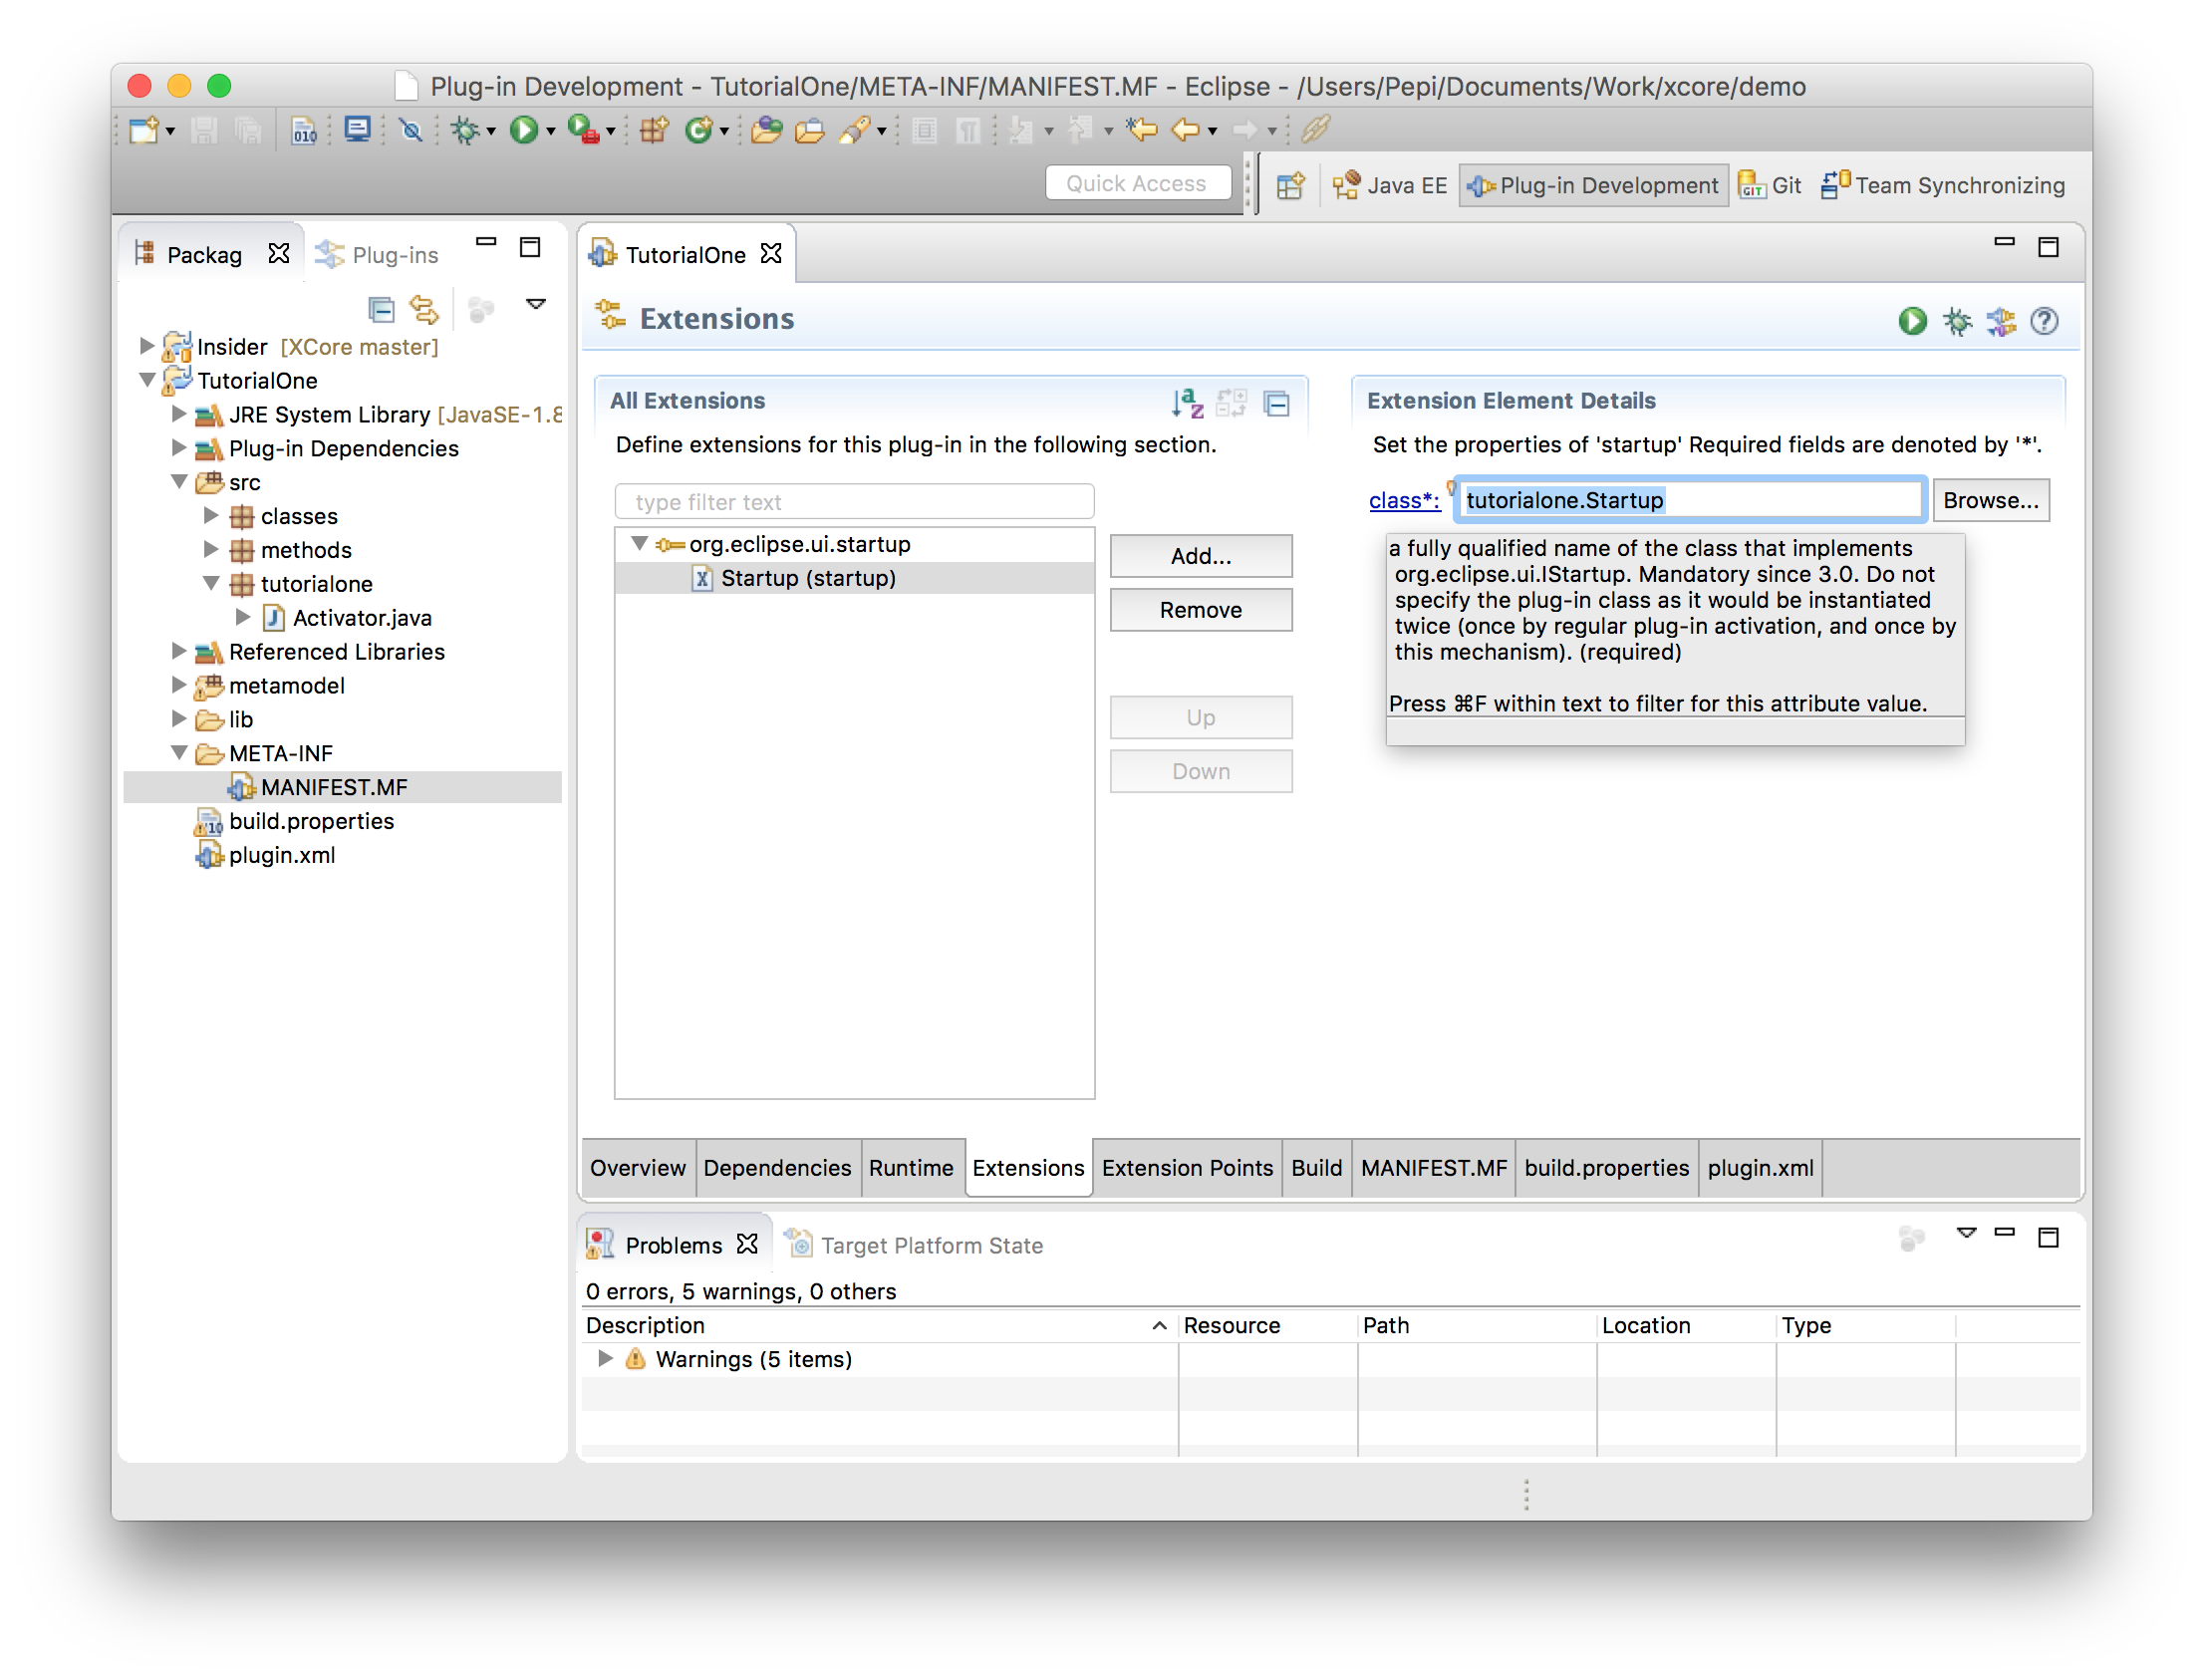 Plug-in Development - TutorialOne/META-INF/MANIFEST.MF - Eclipse - /Users/Pepi/Documents/Work/xcore/demo
010
Quick Access
Java EE
Plug-in Development
GIT
Git
Team Synchronizing
Packag
Plug-ins
Insider [XCore master]
TutorialOne
JRE System Library [JavaSE-1.8
Plug-in Dependencies
src
classes
methods
tutorialone
J
Activator.java
Referenced Libraries
metamodel
lib
META-INF
MANIFEST.MF
build.properties
plugin.xml
TutorialOne
Extensions
All Extensions
a
z
Define extensions for this plug-in in the following section.
type filter text
org.eclipse.ui.startup
X
Startup (startup)
Add...
Remove
Up
Down
Extension Element Details
Set the properties of 'startup' Required fields are denoted by '*'.
class*:
tutorialone.Startup
Browse...
a fully qualified name of the class that implements
org.eclipse.ui.IStartup. Mandatory since 3.0. Do not
specify the plug-in class as it would be instantiated
twice (once by regular plug-in activation, and once by
this mechanism). (required)
Press ⌘F within text to filter for this attribute value.
Overview
Dependencies
Runtime
Extensions
Extension Points
Build
MANIFEST.MF
build.properties
plugin.xml
Problems
Target Platform State
0 errors, 5 warnings, 0 others
Description
Resource
Path
Location
Type
Warnings (5 items)